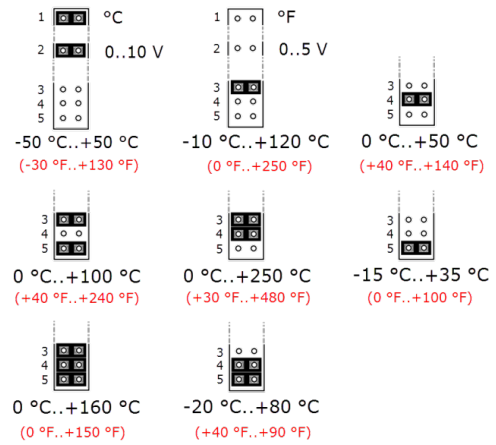 1 °C
2 0..10 V
3
4
5
-50 °C..+50 °C
(-30 °F..+130 °F)
1 °F
2 0..5 V
3
4
5
-10 °C..+120 °C
(0 °F..+250 °F)
3
4
5
0 °C..+50 °C
(+40 °F..+140 °F)
3
4
5
0 °C..+100 °C
(+40 °F..+240 °F)
3
4
5
0 °C..+250 °C
(+30 °F..+480 °F)
3
4
5
-15 °C..+35 °C
(0 °F..+100 °F)
3
4
5
0 °C..+160 °C
(0 °F..+150 °F)
3
4
5
-20 °C..+80 °C
(+40 °F..+90 °F)